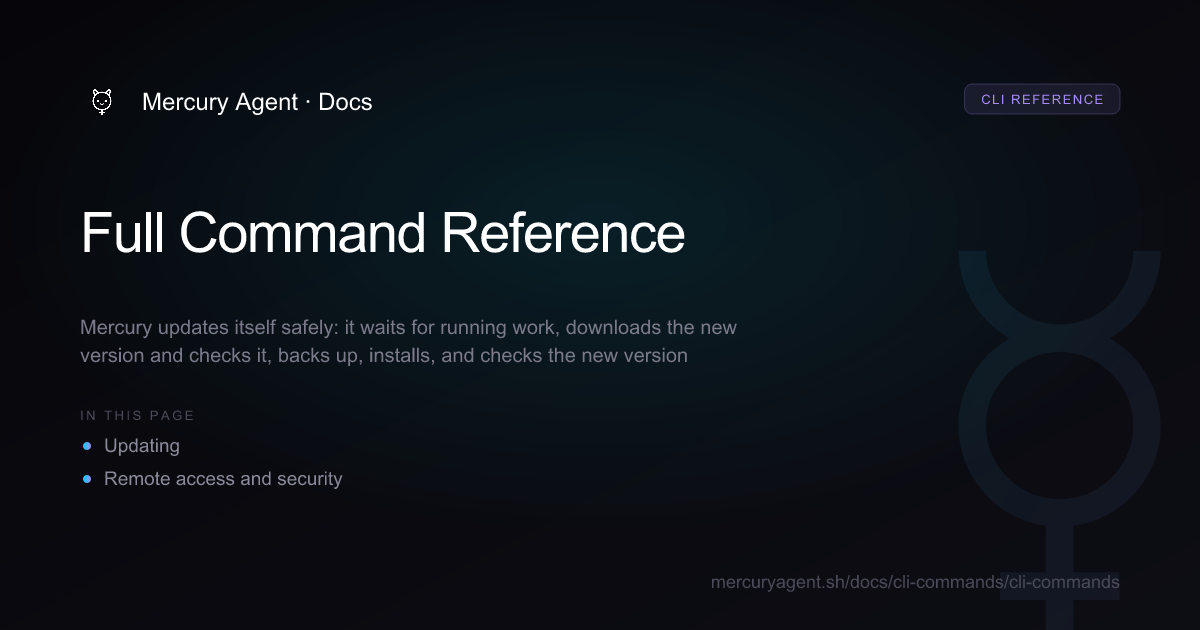 Mercury Agent · Docs
CLI REFERENCE
Full Command Reference
Mercury updates itself safely: it waits for running work, downloads the new
version and checks it, backs up, installs, and checks the new version
IN THIS PAGE
Updating
Remote access and security
mercuryagent.sh/docs/cli-commands/cli-commands